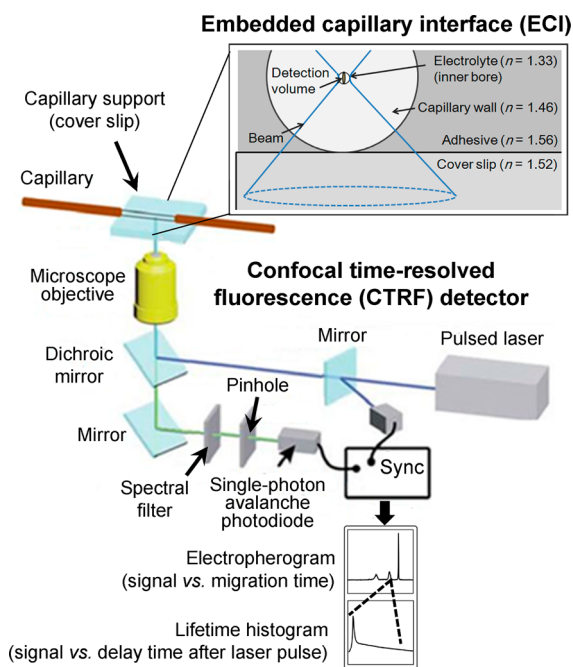 Embedded capillary interface (ECI)
Detection
volume
Electrolyte (n = 1.33)
(inner bore)
Capillary wall (n = 1.46)
Beam
Adhesive (n = 1.56)
Cover slip (n = 1.52)
Capillary support
(cover slip)
Capillary
Microscope
objective
Confocal time-resolved
fluorescence (CTRF) detector
Mirror
Pulsed laser
Dichroic
mirror
Pinhole
Mirror
Spectral
filter
Single-photon
avalanche
photodiode
Sync
Electropherogram
(signal vs. migration time)
Lifetime histogram
(signal vs. delay time after laser pulse)